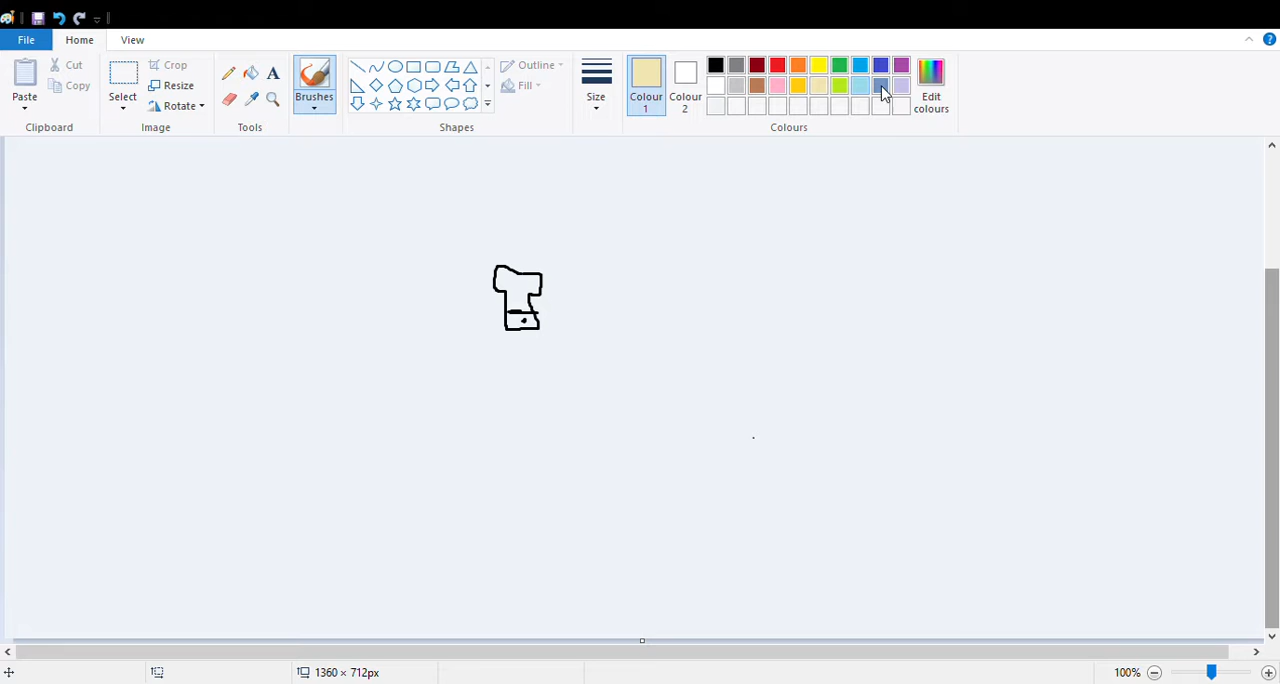 File Home View
Paste Cut Copy Clipboard
Select Crop Resize Rotate Image
A Tools
Brushes
Outline Fill Shapes
Size
Colour 1 Colour 2 Edit colours Colours
1360 × 712px 100%